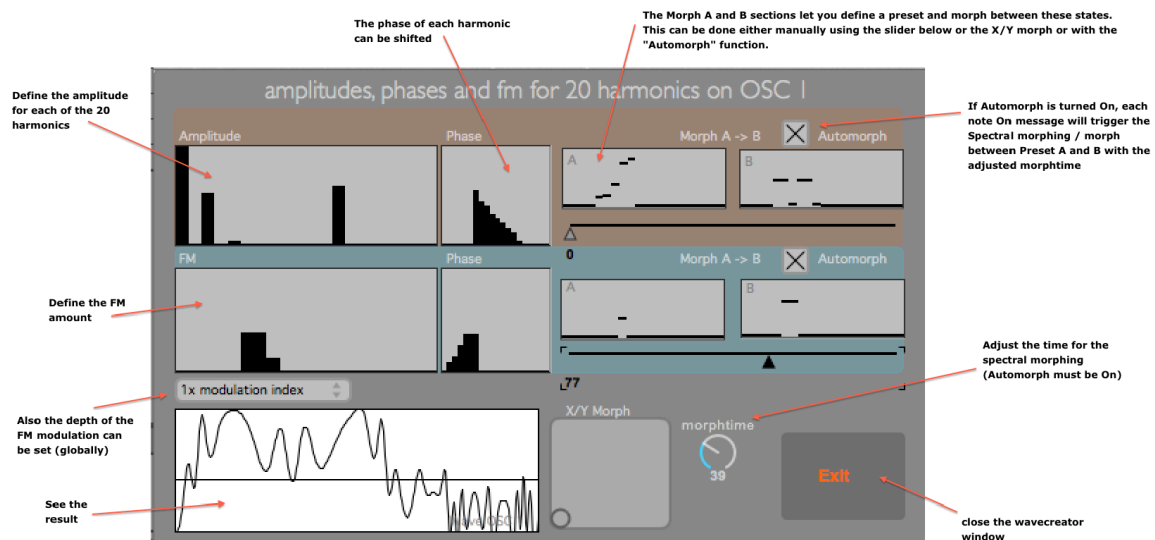 The Morph A and B sections let you define a preset and morph between these states.
This can be done either manually using the slider below or the X/Y morph or with the
"Automorph" function.
The phase of each harmonic
can be shifted
amplitudes, phases and fm for 20 harmonics on OSC 1
Define the amplitude
for each of the 20
harmonics
If Automorph is turned On, each
note On message will trigger the
Spectral morphing / morph
between Preset A and B with the
adjusted morphtime
Amplitude
Phase
Morph A -> B
Automorph
A
B
0
FM
Phase
Morph A -> B
Automorph
A
B
77
Define the FM
amount
Adjust the time for the
spectral morphing
(Automorph must be On)
1x modulation index
Also the depth of the
FM modulation can
be set (globally)
X/Y Morph
morphtime
39
Exit
See the
result
Wave OSC
close the wavecreator
window